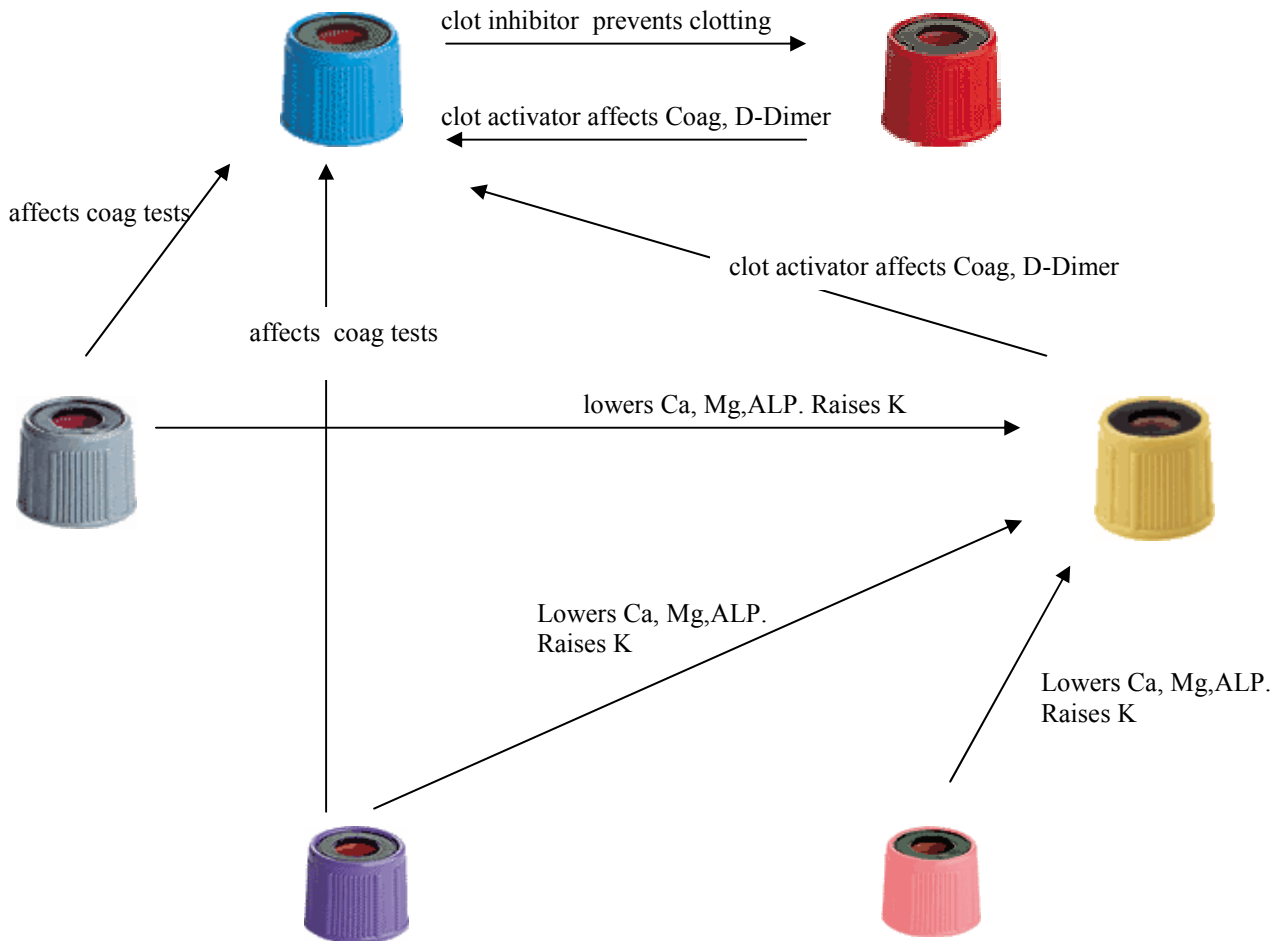 clot inhibitor  prevents clotting
clot activator affects Coag, D-Dimer
affects coag tests
clot activator affects Coag, D-Dimer
affects  coag tests
lowers Ca, Mg,ALP. Raises K
Lowers Ca, Mg,ALP.
Raises K
Lowers Ca, Mg,ALP.
Raises K